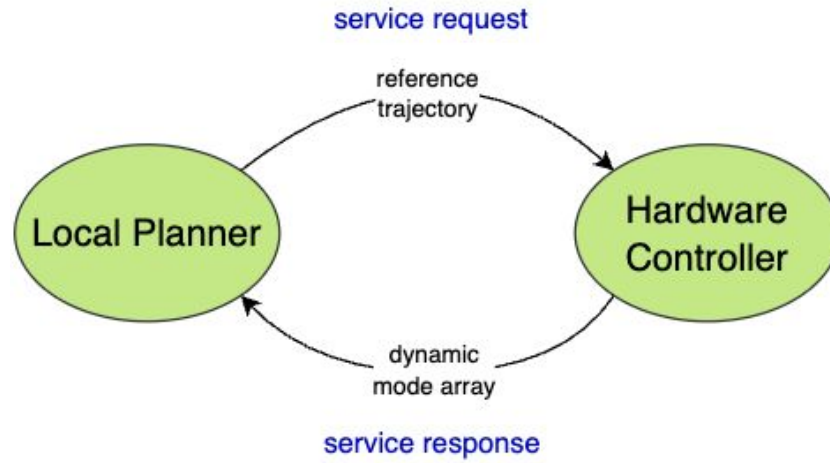 service request
reference
trajectory
Local Planner
Hardware
Controller
dynamic
mode array
service response